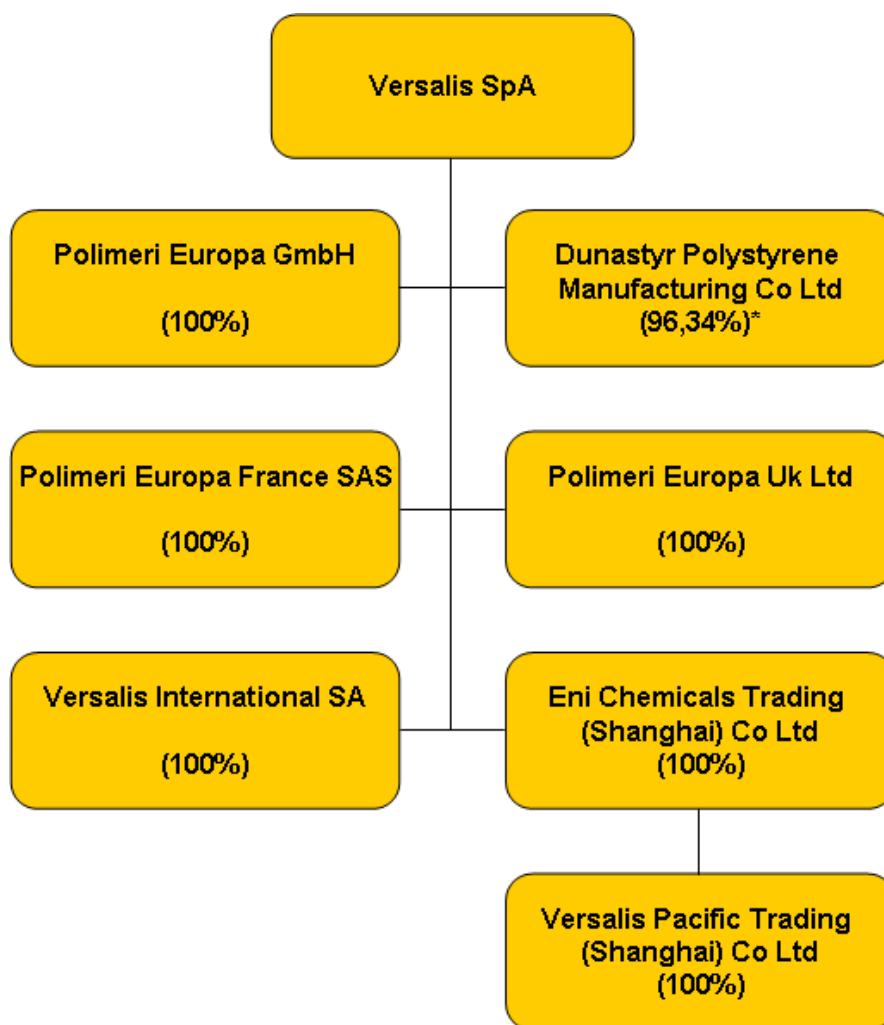 Versalis SpA
Polimeri Europa GmbH
(100%)
Dunastyr Polystyrene
Manufacturing Co Ltd
(96,34%)*
Polimeri Europa France SAS
(100%)
Polimeri Europa Uk Ltd
(100%)
Versalis International SA
(100%)
Eni Chemicals Trading
(Shanghai) Co Ltd
(100%)
Versalis Pacific Trading
(Shanghai) Co Ltd
(100%)